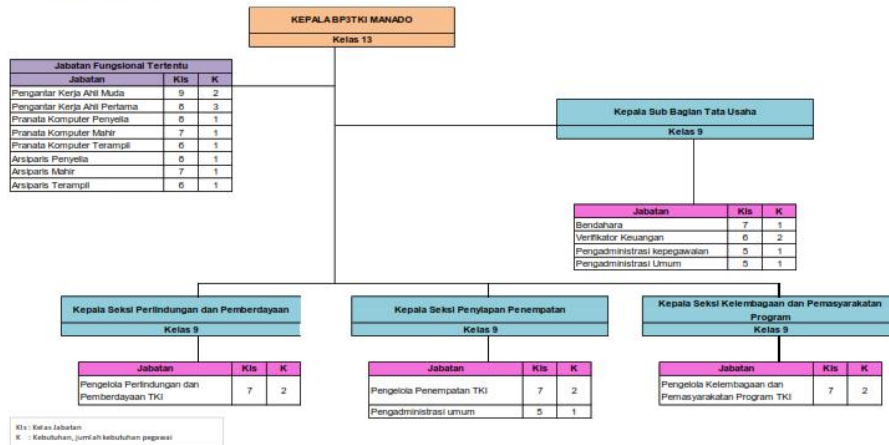 KEPALA BP3TKI MANADO
Kelas 13
Jabatan Fungsional Tertentu
Jabatan Kls K
Pengantar Kerja Ahli Muda 9 2
Pengantar Kerja Ahli Pertama 8 3
Pranata Komputer Penyelia 8 1
Pranata Komputer Mahir 7 1
Pranata Komputer Terampil 6 1
Arsiparis Penyelia 8 1
Arsiparis Mahir 7 1
Arsiparis Terampil 6 1
Kepala Sub Bagian Tata Usaha
Kelas 9
Jabatan Kls K
Bendahara 7 1
Verifikator Keuangan 6 2
Pengadministrasi kepegawaian 5 1
Pengadministrasi Umum 5 1
Kepala Seksi Perlindungan dan Pemberdayaan
Kelas 9
Jabatan Kls K
Pengelola Perlindungan dan
Pemberdayaan TKI 7 2
Kepala Seksi Penyiapan Penempatan
Kelas 9
Jabatan Kls K
Pengelola Penempatan TKI 7 2
Pengadministrasi umum 5 1
Kepala Seksi Kelembagaan dan Pemasyarakatan
Program
Kelas 9
Jabatan Kls K
Pengelola Kelembagaan dan
Pemasyarakatan Program TKI 7 2
Kls : Kelas Jabatan
K : Kebutuhan, jumlah kebutuhan pegawai